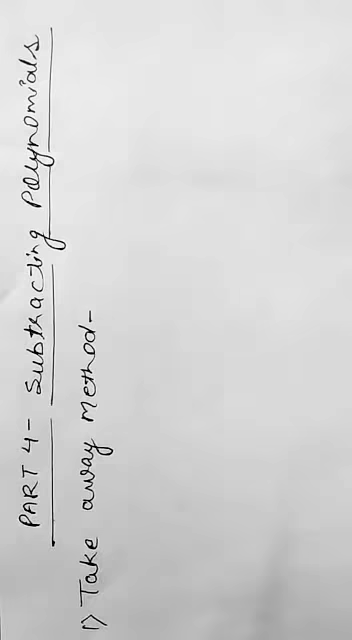 PART 4- Subtracting Polynomials
1) Take away Method-